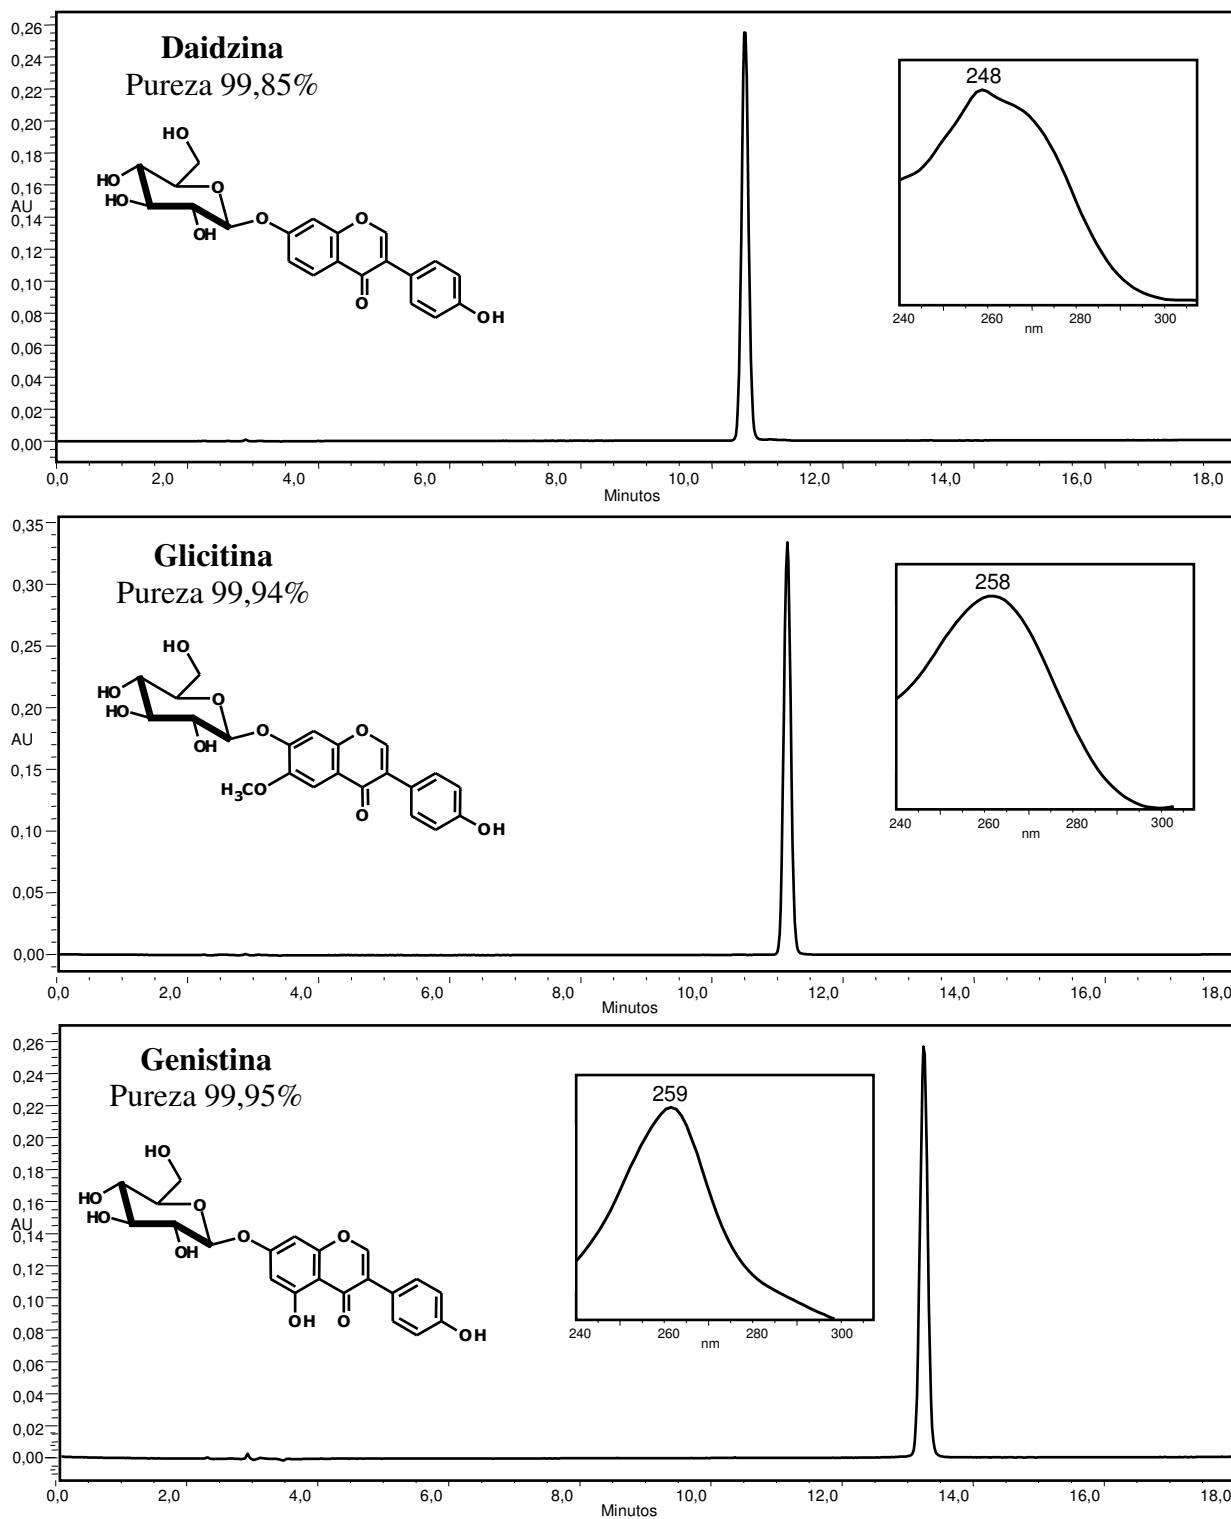 Daidzina
Pureza 99,85%
0,26
0,24
0,22
0,20
0,18
0,16
AU
0,14
0,12
0,10
0,08
0,06
0,04
0,02
0,00
HO
HO
HO
OH
O
O
O
O
OH
248
240 260 280 300
nm
0,0 2,0 4,0 6,0 8,0 10,0 12,0 14,0 16,0 18,0
Minutos
Glicitina
Pureza 99,94%
0,35
0,30
0,25
0,20
AU
0,15
0,10
0,05
0,00
HO
HO
HO
OH
O
O
O
H3CO
O
OH
258
240 260 280 300
nm
0,0 2,0 4,0 6,0 8,0 10,0 12,0 14,0 16,0 18,0
Minutos
Genistina
Pureza 99,95%
0,26
0,24
0,22
0,20
0,18
0,16
AU
0,14
0,12
0,10
0,08
0,06
0,04
0,02
0,00
HO
HO
HO
OH
O
O
O
OH
O
OH
259
240 260 280 300
nm
0,0 2,0 4,0 6,0 8,0 10,0 12,0 14,0 16,0 18,0
Minutos